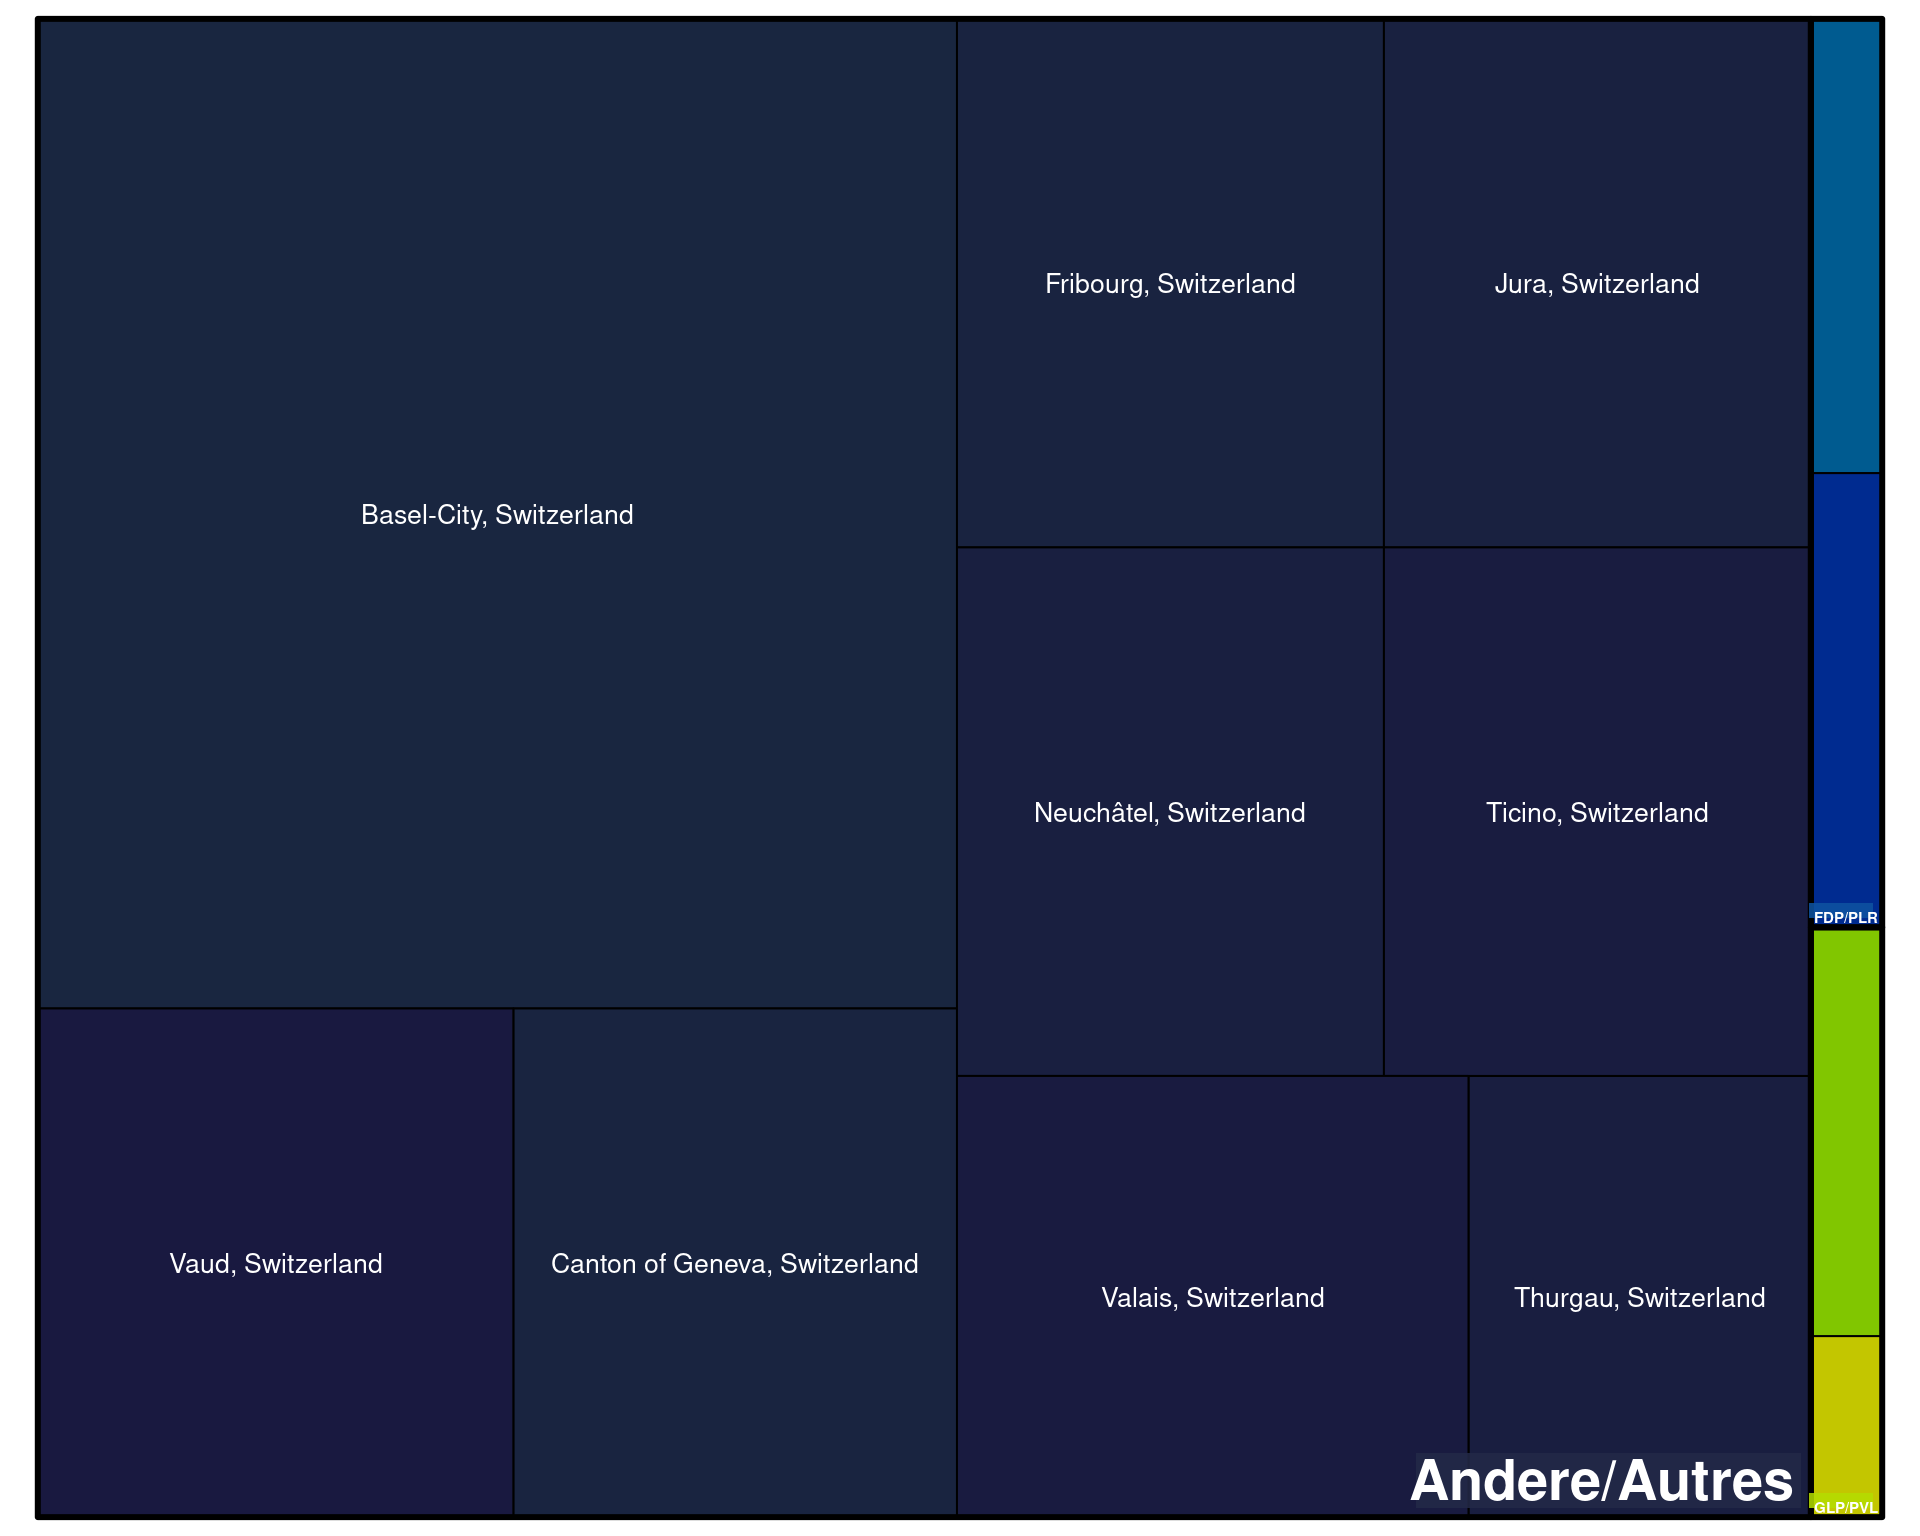 Basel-City, Switzerland
Fribourg, Switzerland
Jura, Switzerland
Neuchâtel, Switzerland
Ticino, Switzerland
FDP/PLR
Vaud, Switzerland
Canton of Geneva, Switzerland
Valais, Switzerland
Thurgau, Switzerland
Andere/Autres
GLP/PVL